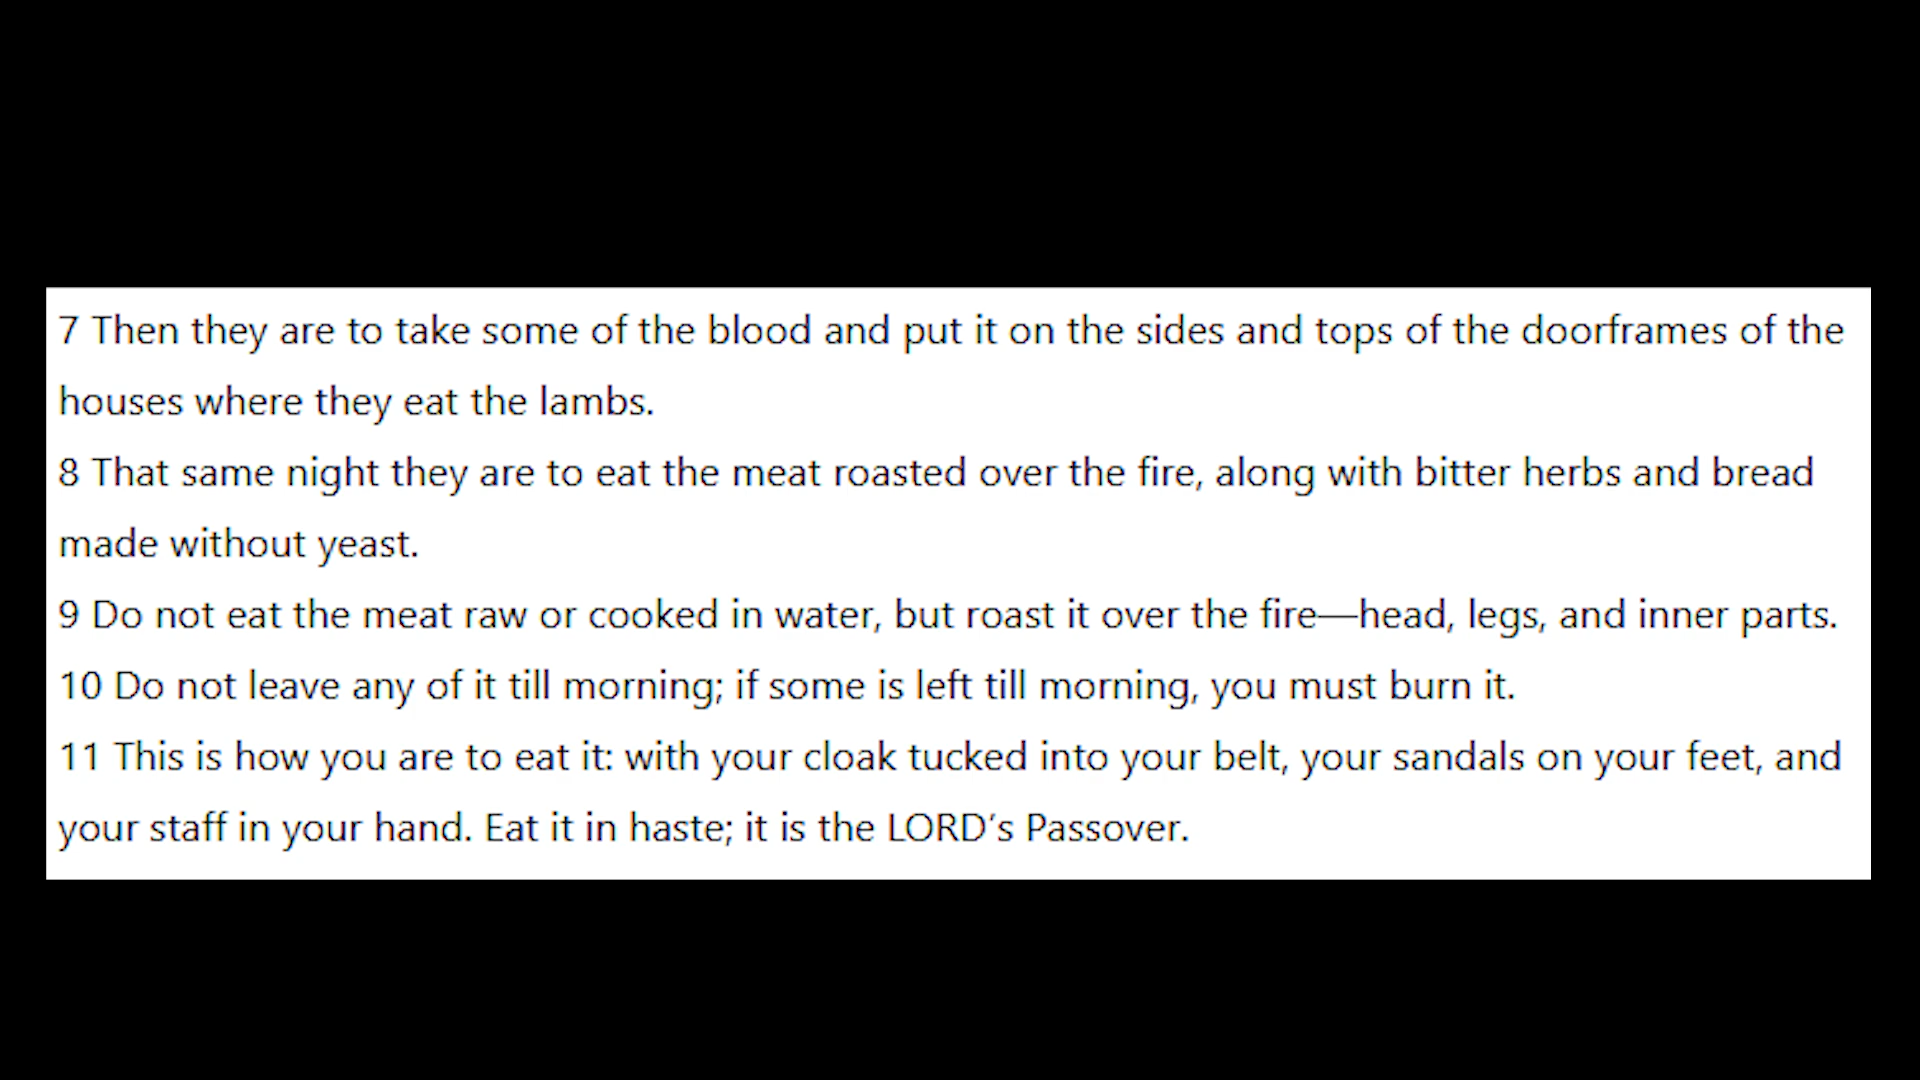 7 Then they are to take some of the blood and put it on the sides and tops of the doorframes of the
houses where they eat the lambs.
8 That same night they are to eat the meat roasted over the fire, along with bitter herbs and bread
made without yeast.
9 Do not eat the meat raw or cooked in water, but roast it over the fire—head, legs, and inner parts.
10 Do not leave any of it till morning; if some is left till morning, you must burn it.
11 This is how you are to eat it: with your cloak tucked into your belt, your sandals on your feet, and
your staff in your hand. Eat it in haste; it is the LORD’s Passover.